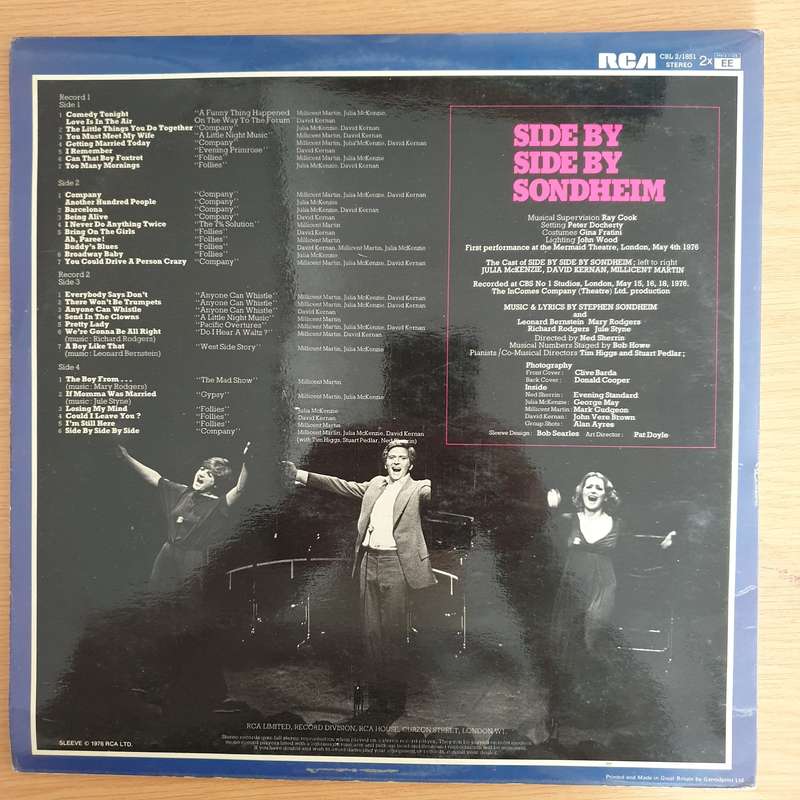 RCA CBL 2/1851 STEREO 2x EE
Record 1
Side 1
1 Comedy Tonight "A Funny Thing Happened Millicent Martin, Julia McKenzie,
Love Is In The Air On The Way To The Forum David Kernan
2 The Little Things You Do Together "Company" Julia McKenzie, David Kernan
3 You Must Meet My Wife "A Little Night Music" Millicent Martin, David Kernan
4 Getting Married Today "Company" Millicent Martin, Julia McKenzie, David Kernan
5 I Remember "Evening Primrose" David Kernan
6 Can That Boy Foxtrot "Follies" Millicent Martin, Julia McKenzie
7 Too Many Mornings "Follies" Julia McKenzie, David Kernan
Side 2
1 Company "Company" Millicent Martin, Julia McKenzie, David Kernan
Another Hundred People "Company" Julia McKenzie
2 Barcelona "Company" Julia McKenzie, David Kernan
3 Being Alive "Company" David Kernan
4 I Never Do Anything Twice "The 7% Solution" Millicent Martin
5 Bring On The Girls "Follies" David Kernan
Ah, Paree! "Follies" Millicent Martin
Buddy's Blues "Follies" David Kernan, Millicent Martin, Julia McKenzie
6 Broadway Baby "Follies" Julia McKenzie
7 You Could Drive A Person Crazy "Company" Millicent Martin, Julia McKenzie, David Kernan
Record 2
Side 3
1 Everybody Says Don't "Anyone Can Whistle" Millicent Martin, Julia McKenzie, David Kernan
2 There Won't Be Trumpets "Anyone Can Whistle" Millicent Martin, Julia McKenzie, David Kernan
3 Anyone Can Whistle "Anyone Can Whistle" David Kernan
4 Send In The Clowns "A Little Night Music" Millicent Martin
5 Pretty Lady "Pacific Overtures" Millicent Martin, Julia McKenzie, David Kernan
6 We're Gonna Be All Right "Do I Hear A Waltz?" Millicent Martin, David Kernan
(music: Richard Rodgers)
7 A Boy Like That "West Side Story" Millicent Martin, Julia McKenzie
(music: Leonard Bernstein)
Side 4
1 The Boy From . . . "The Mad Show" Millicent Martin
(music: Mary Rodgers)
2 If Momma Was Married "Gypsy" Millicent Martin, Julia McKenzie
(music: Jule Styne)
3 Losing My Mind "Follies" Julia McKenzie
4 Could I Leave You? "Follies" David Kernan
5 I'm Still Here "Follies" Millicent Martin
6 Side By Side By Side "Company" Millicent Martin, Julia McKenzie, David Kernan
(with Tim Higgs, Stuart Pedlar, Ned Sherrin)
SIDE BY
SIDE BY
SONDHEIM
Musical Supervision Ray Cook
Setting Peter Docherty
Costumes Gina Fratini
Lighting John Wood
First performance at the Mermaid Theatre, London, May 4th 1976
The Cast of SIDE BY SIDE BY SONDHEIM; left to right
JULIA McKENZIE, DAVID KERNAN, MILLICENT MARTIN
Recorded at CBS No 1 Studios, London, May 15, 16, 18, 1976.
The InComes Company (Theatre) Ltd. production
MUSIC & LYRICS BY STEPHEN SONDHEIM
and
Leonard Bernstein Mary Rodgers
Richard Rodgers Jule Styne
Directed by Ned Sherrin
Musical Numbers Staged by Bob Howe
Pianists/Co-Musical Directors Tim Higgs and Stuart Pedlar;
Photography
Front Cover: Clive Barda
Back Cover: Donald Cooper
Inside
Ned Sherrin: Evening Standard
Julia McKenzie: George May
Millicent Martin: Mark Gudgeon
David Kernan: John Vere Brown
Group Shots: Alan Ayres
Sleeve Design: Bob Searles Art Director: Pat Doyle
RCA LIMITED, RECORD DIVISION, RCA HOUSE, CURZON STREET, LONDON W1.
SLEEVE © 1976 RCA LTD.
Printed and Made in Great Britain by Garrod